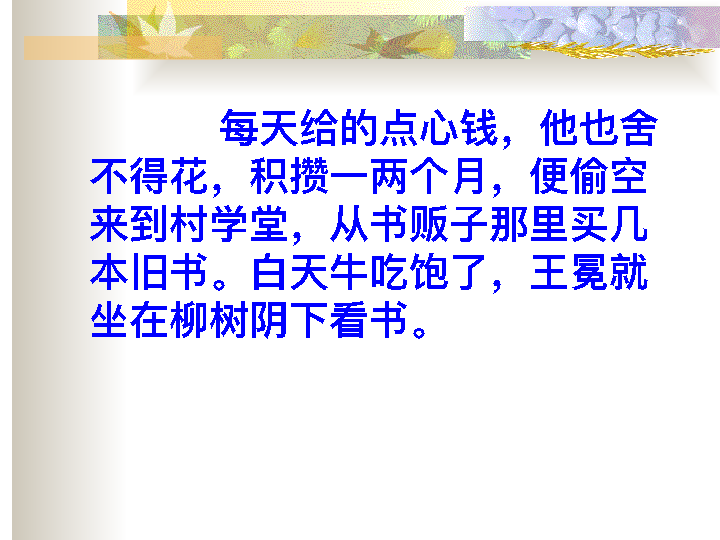 每天给的点心钱，他也舍
不得花，积攒一两个月，便偷空
来到村学堂，从书贩子那里买几
本旧书。白天牛吃饱了，王冕就
坐在柳树阴下看书。